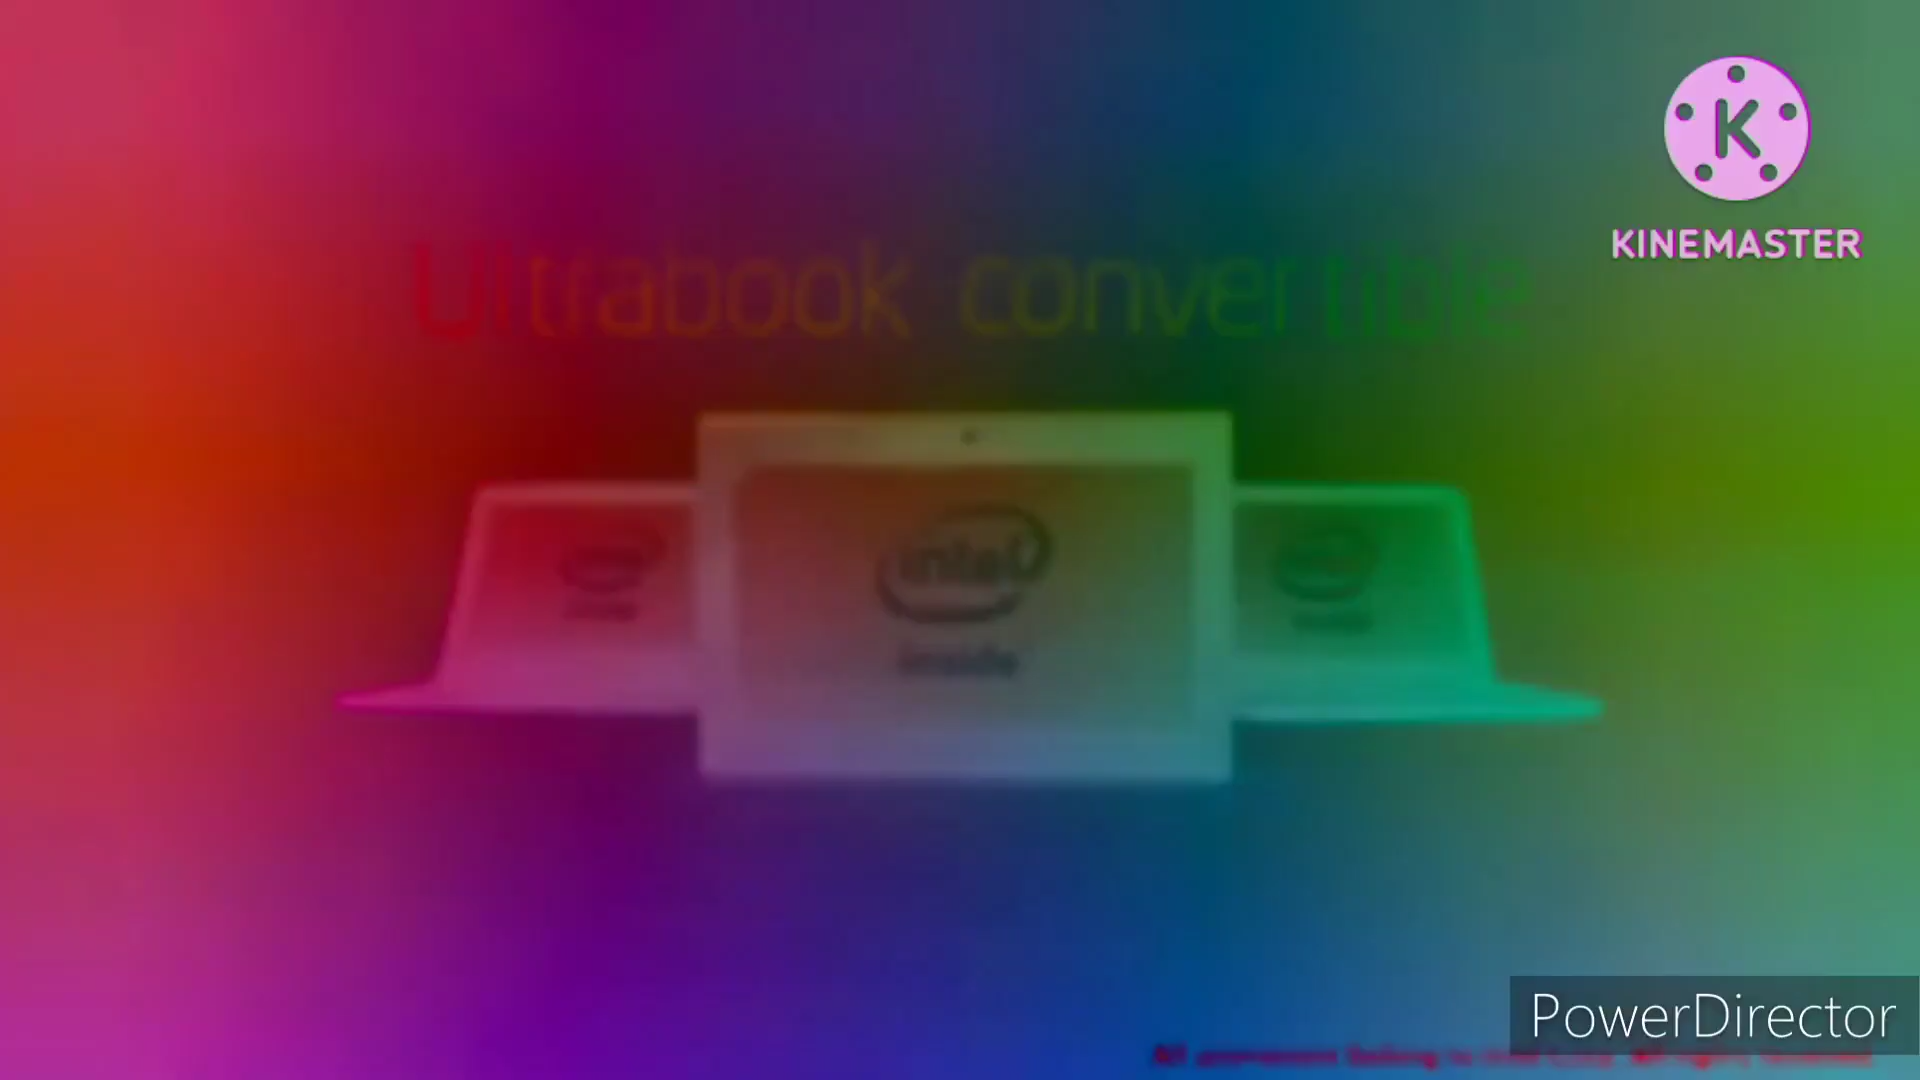 KINEMASTER
Ultrabook convertible
intel
inside
PowerDirector